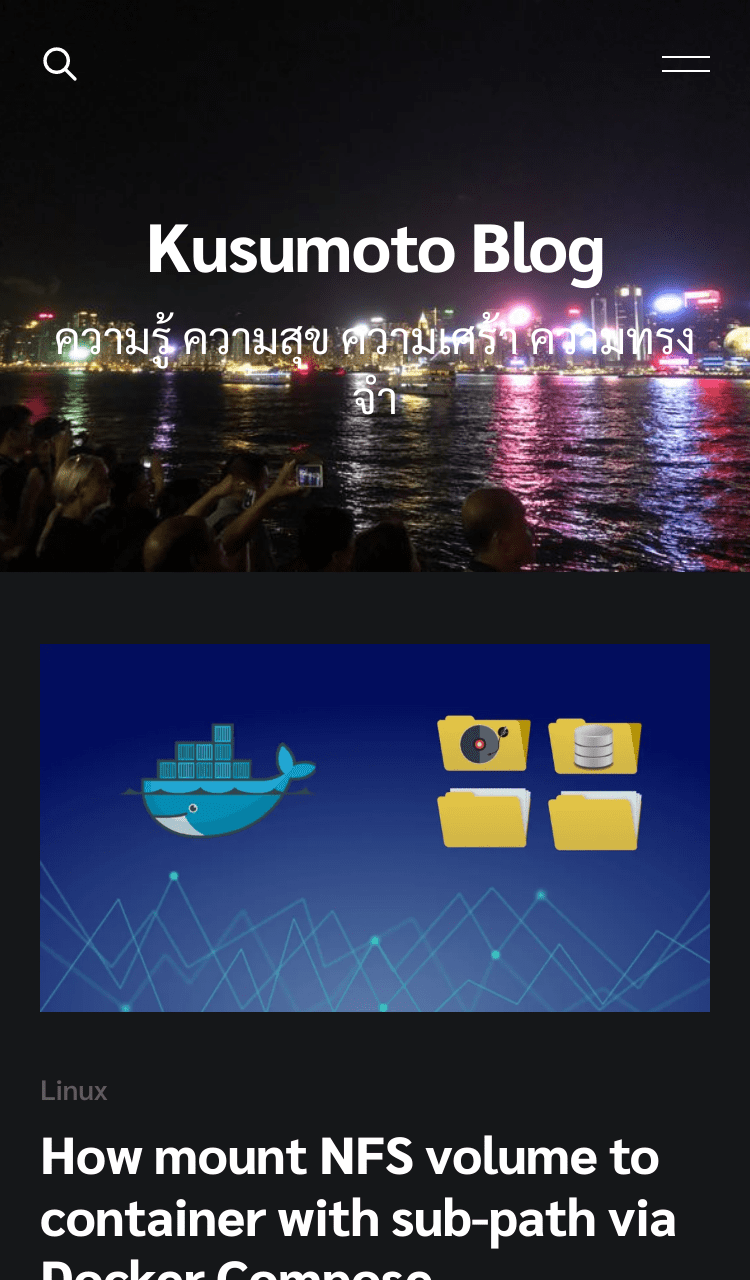 Kusumoto Blog
ความรู้ ความสุข ความเศร้า ความทรง
จำ
Linux
How mount NFS volume to
container with sub-path via
Docker Compose